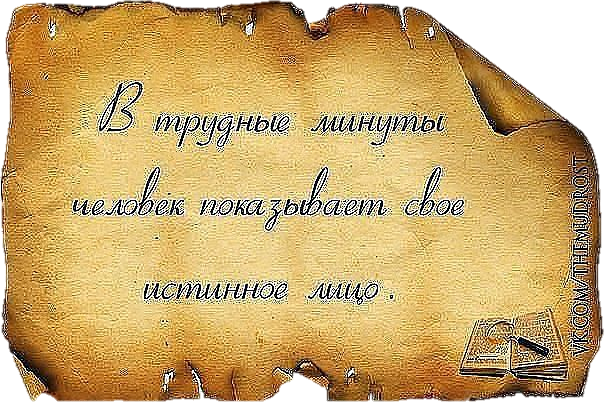 В трудные минуты
человек показывает свое
истинное лицо.
VK.COM/THEMUDROST